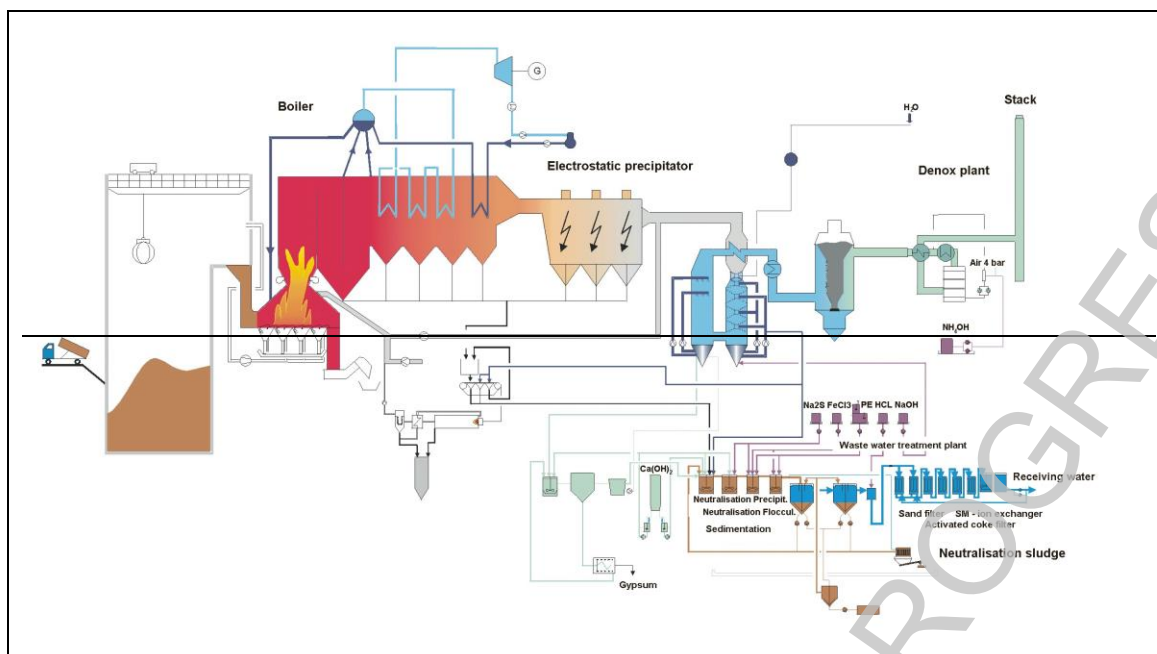 Boiler
G
Electrostatic precipitator
H₂O
Stack
Denox plant
Air 4 bar
NH₃OH
Na2S FeCl3 PE HCL NaOH
Waste water treatment plant
Ca(OH)₂
Neutralisation Precipit.
Neutralisation Floccul.
Sedimentation
Receiving water
Sand filter SM - ion exchanger
Activated coke filter
Neutralisation sludge
Gypsum
ROGRES